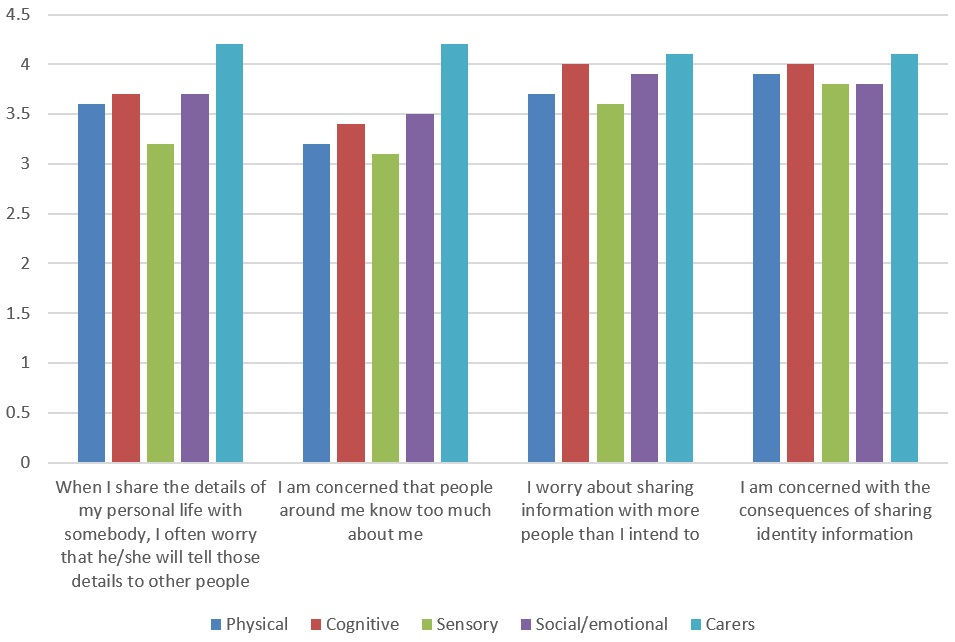 4.5
4
3.5
3
2.5
2
1.5
1
0.5
0
When I share the details of
my personal life with
somebody, I often worry
that he/she will tell those
details to other people
I am concerned that people
around me know too much
about me
I worry about sharing
information with more
people than I intend to
I am concerned with the
consequences of sharing
identity information
Physical Cognitive Sensory Social/emotional Carers